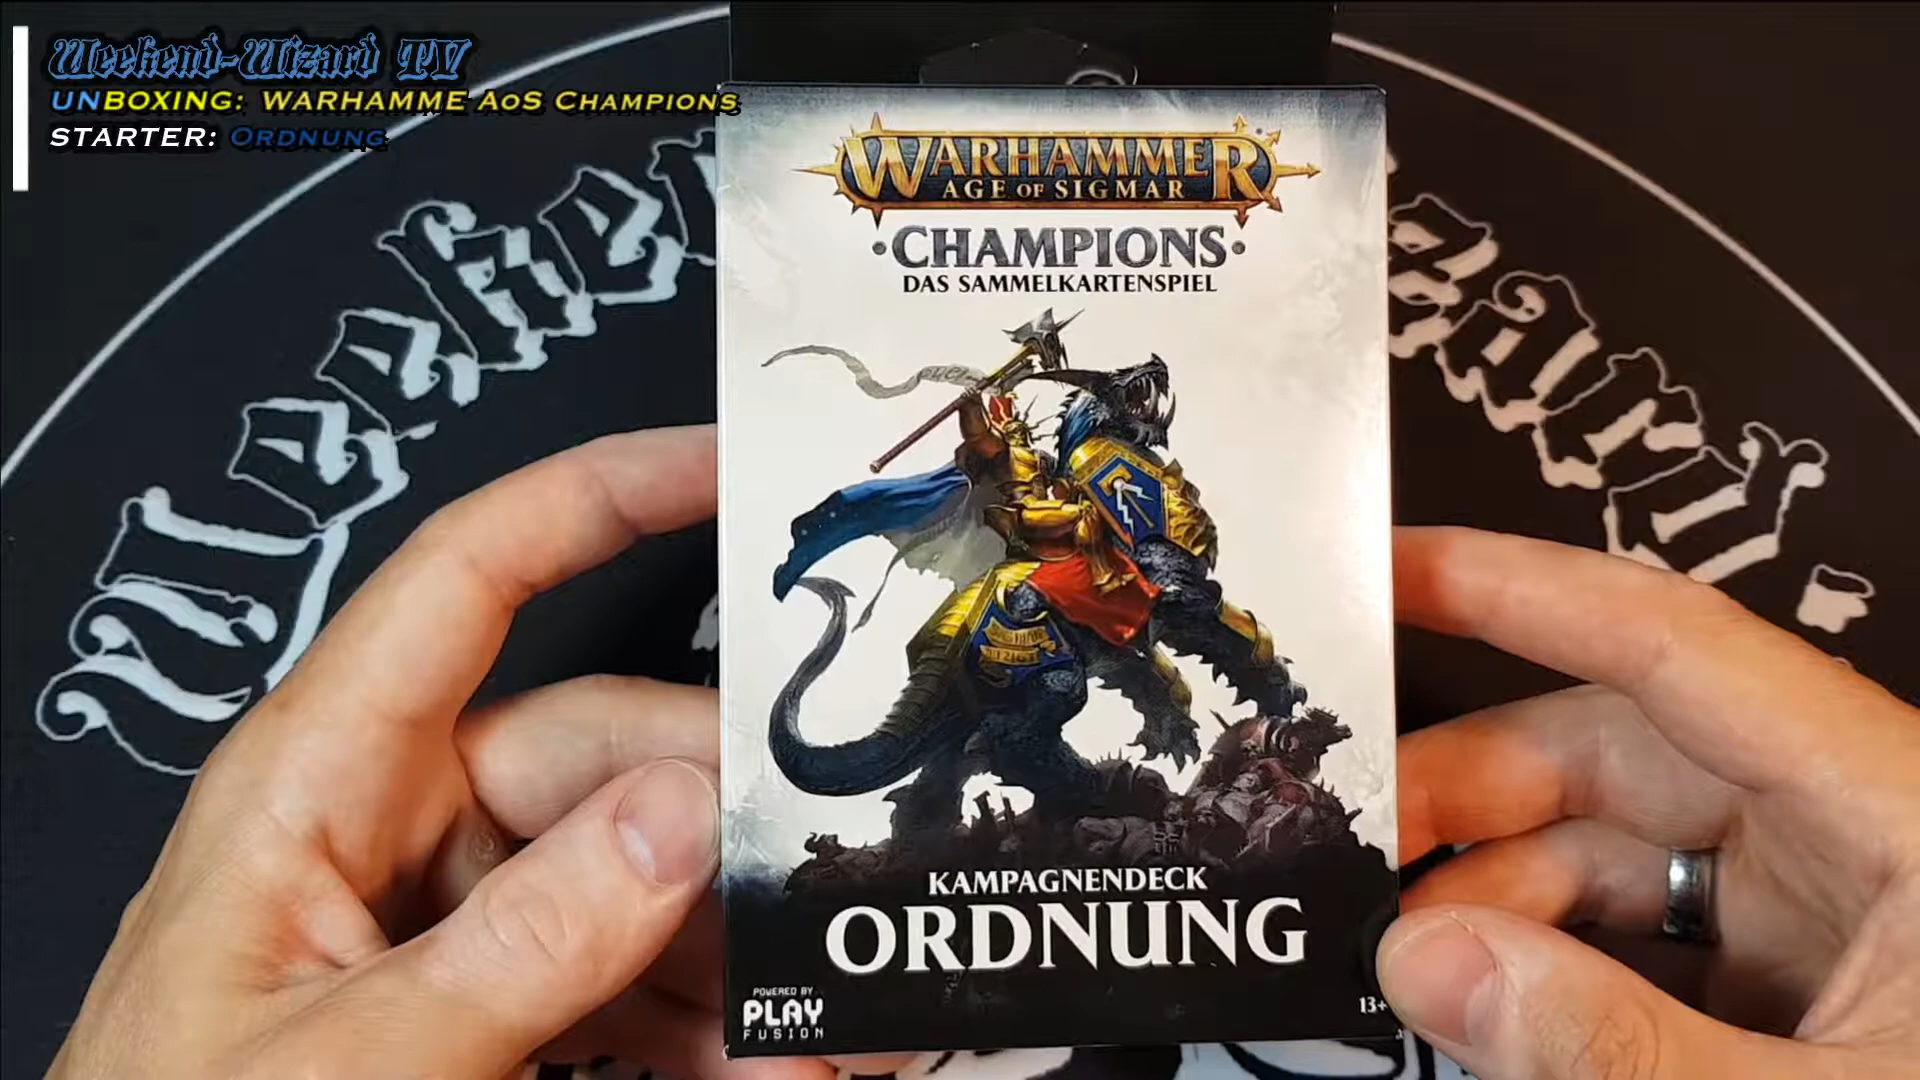 Weekend-Wizard TV
UNBOXING: WARHAMME AoS CHAMPIONS
STARTER: ORDNUNG
WARHAMMER
AGE OF SIGMAR
·CHAMPIONS·
DAS SAMMELKARTENSPIEL
KAMPAGNENDECK
ORDNUNG
POWERED BY
PLAY
FUSION
13+